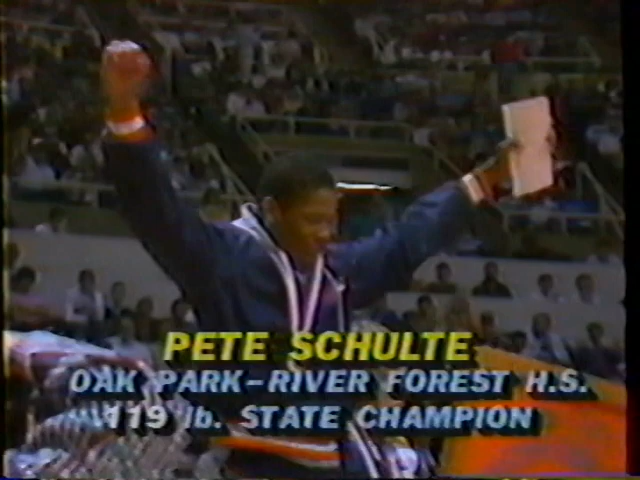 PETE SCHULTE
OAK PARK-RIVER FOREST H.S.
119 lb. STATE CHAMPION